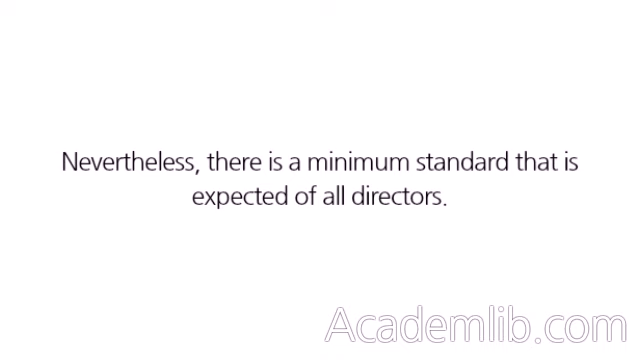 Nevertheless, there is a minimum standard that is
expected of all directors.
Academlib.com